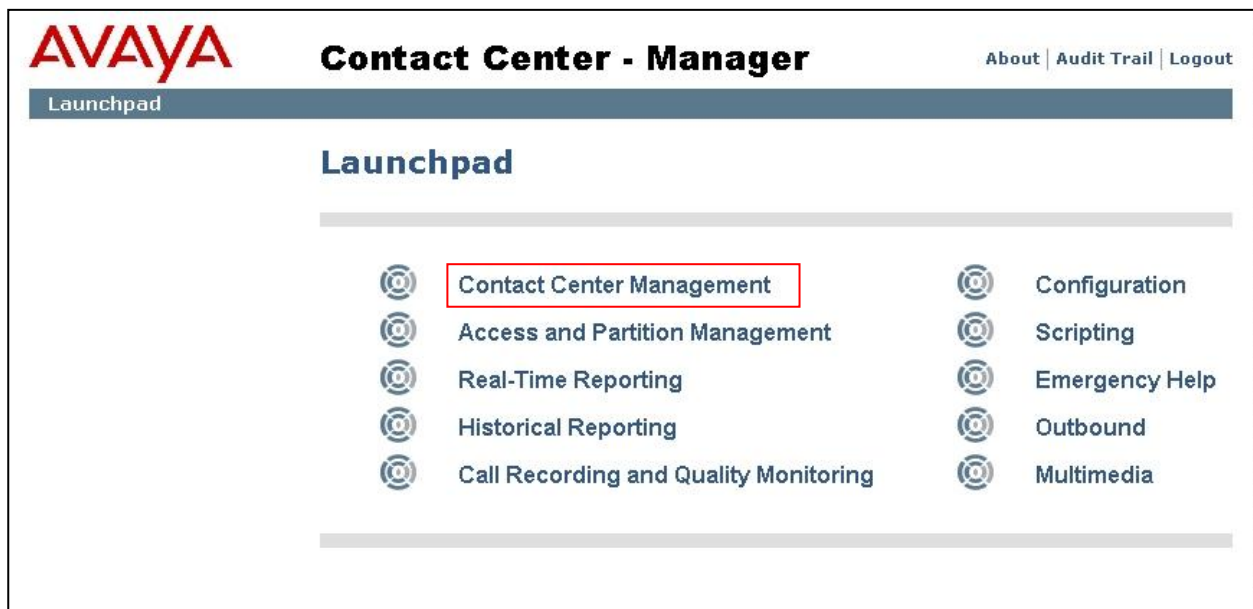 AVAYA
Contact Center - Manager
About | Audit Trail | Logout
Launchpad
Launchpad
Contact Center Management
Access and Partition Management
Real-Time Reporting
Historical Reporting
Call Recording and Quality Monitoring
Configuration
Scripting
Emergency Help
Outbound
Multimedia